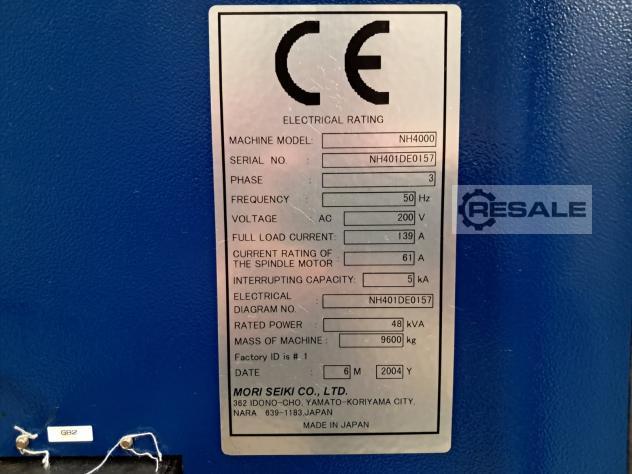 CE
ELECTRICAL RATING
MACHINE MODEL: NH4000
SERIAL NO. : NH401DE0157
PHASE : 3
FREQUENCY : 50 Hz
VOLTAGE AC 200 V
FULL LOAD CURRENT: 139 A
CURRENT RATING OF
THE SPINDLE MOTOR : 61 A
INTERRUPTING CAPACITY: 5 kA
ELECTRICAL
DIAGRAM NO. : NH401DE0157
RATED POWER : 48 kVA
MASS OF MACHINE : 9600 kg
Factory ID is # 1
DATE : 6 M 2004 Y
MORI SEIKI CO., LTD.
362 IDONO-CHO, YAMATO-KORIYAMA CITY,
NARA 639-1183,JAPAN
MADE IN JAPAN
RESALE
GB2